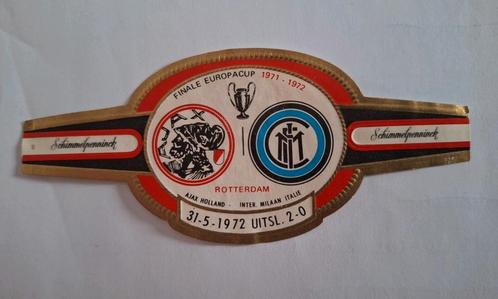 FINALE EUROPACUP 1971-1972
AJAX
Schimmelpenninck
Schimmelpenninck
ROTTERDAM
AJAX HOLLAND - INTER. MILAAN ITALIE
31-5-1972 UITSL. 2-0